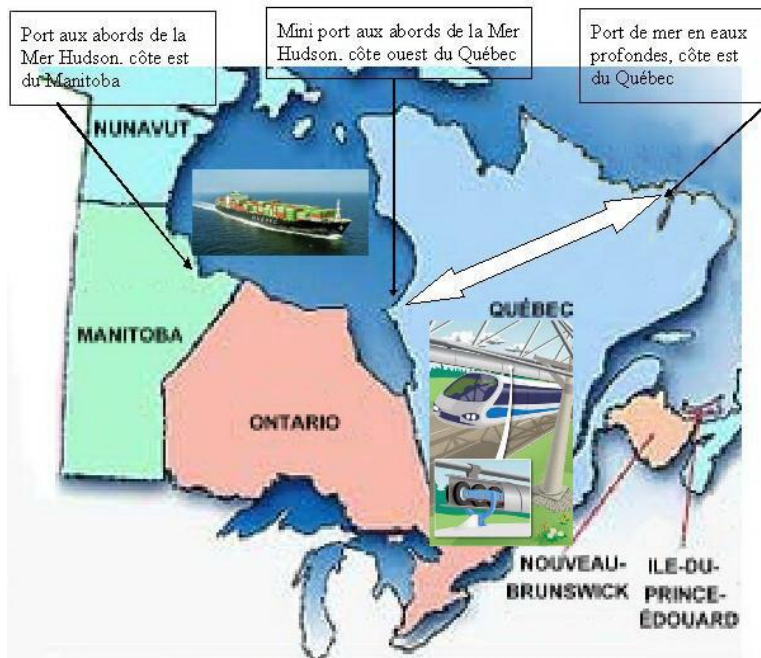 Port aux abords de la
Mer Hudson. côte est
du Manitoba
Mini port aux abords de la Mer
Hudson. côte ouest du Québec
Port de mer en eaux
profondes, côte est
du Québec
NUNAVUT
MANITOBA
ONTARIO
QUÉBEC
NOUVEAU-
BRUNSWICK
ILE-DU-
PRINCE-
ÉDOUARD